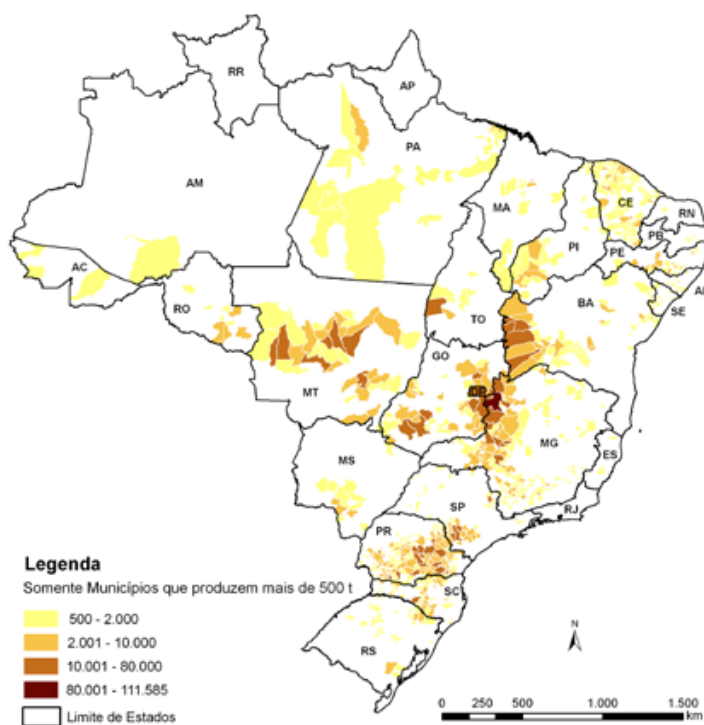 RR
AP
AM
PA
MA
CE
RN
PB
PI
PE
AL
SE
AC
RO
TO
BA
MT
GO
DF
MG
ES
MS
SP
RJ
PR
SC
RS
Legenda
Somente Municípios que produzem mais de 500 t
500 - 2.000
2.001 - 10.000
10.001 - 80.000
80.001 - 111.585
Limite de Estados
N
0 250 500 1.000 1.500
km